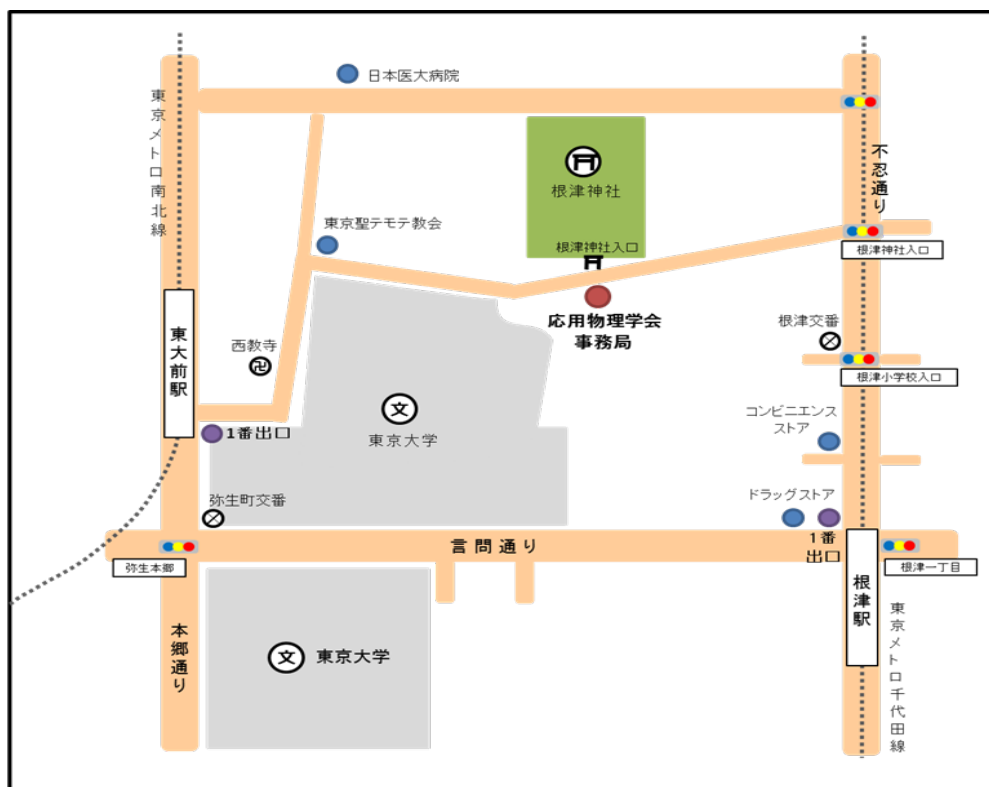 日本医大病院
東京メトロ南北線
不忍通り
根津神社
東京聖テモテ教会
根津神社入口
根津神社入口
応用物理学会
事務局
根津交番
東大前駅
西教寺
根津小学校入口
文
東京大学
コンビニエンス
ストア
1番出口
弥生町交番
ドラッグストア
言問通り
1番
出口
弥生本郷
根津一丁目
根津駅
本郷通り
文
東京大学
東京メトロ千代田線